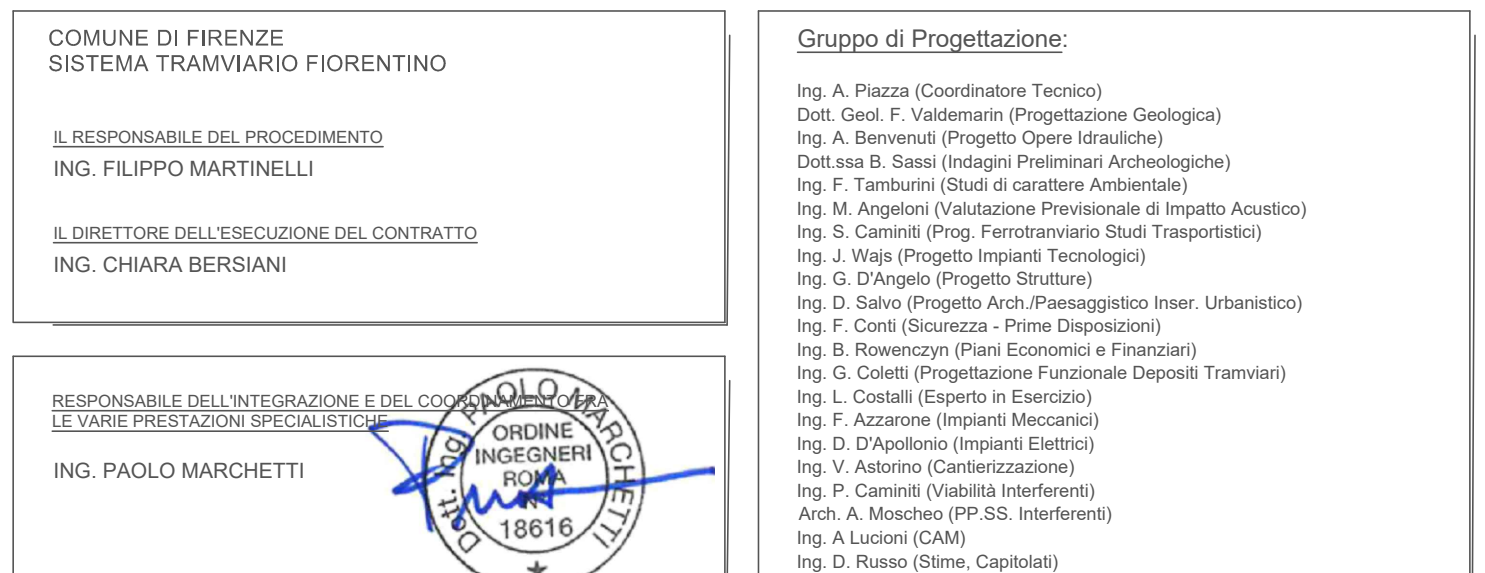 COMUNE DI FIRENZE
SISTEMA TRAMVIARIO FIORENTINO
IL RESPONSABILE DEL PROCEDIMENTO
ING. FILIPPO MARTINELLI
IL DIRETTORE DELL'ESECUZIONE DEL CONTRATTO
ING. CHIARA BERSIANI
RESPONSABILE DELL'INTEGRAZIONE E DEL COORDINAMENTO FRA
LE VARIE PRESTAZIONI SPECIALISTICHE
ING. PAOLO MARCHETTI
Dott. Ing. PAOLO MARCHETTI
ORDINE
INGEGNERI
ROMA
N°
18616
Gruppo di Progettazione:
Ing. A. Piazza (Coordinatore Tecnico)
Dott. Geol. F. Valdemarin (Progettazione Geologica)
Ing. A. Benvenuti (Progetto Opere Idrauliche)
Dott.ssa B. Sassi (Indagini Preliminari Archeologiche)
Ing. F. Tamburini (Studi di carattere Ambientale)
Ing. M. Angeloni (Valutazione Previsionale di Impatto Acustico)
Ing. S. Caminiti (Prog. Ferrotranviario Studi Trasportistici)
Ing. J. Wajs (Progetto Impianti Tecnologici)
Ing. G. D'Angelo (Progetto Strutture)
Ing. D. Salvo (Progetto Arch./Paesaggistico Inser. Urbanistico)
Ing. F. Conti (Sicurezza - Prime Disposizioni)
Ing. B. Rowenczyn (Piani Economici e Finanziari)
Ing. G. Coletti (Progettazione Funzionale Depositi Tramviari)
Ing. L. Costalli (Esperto in Esercizio)
Ing. F. Azzarone (Impianti Meccanici)
Ing. D. D'Apollonio (Impianti Elettrici)
Ing. V. Astorino (Cantierizzazione)
Ing. P. Caminiti (Viabilità Interferenti)
Arch. A. Moscheo (PP.SS. Interferenti)
Ing. A Lucioni (CAM)
Ing. D. Russo (Stime, Capitolati)